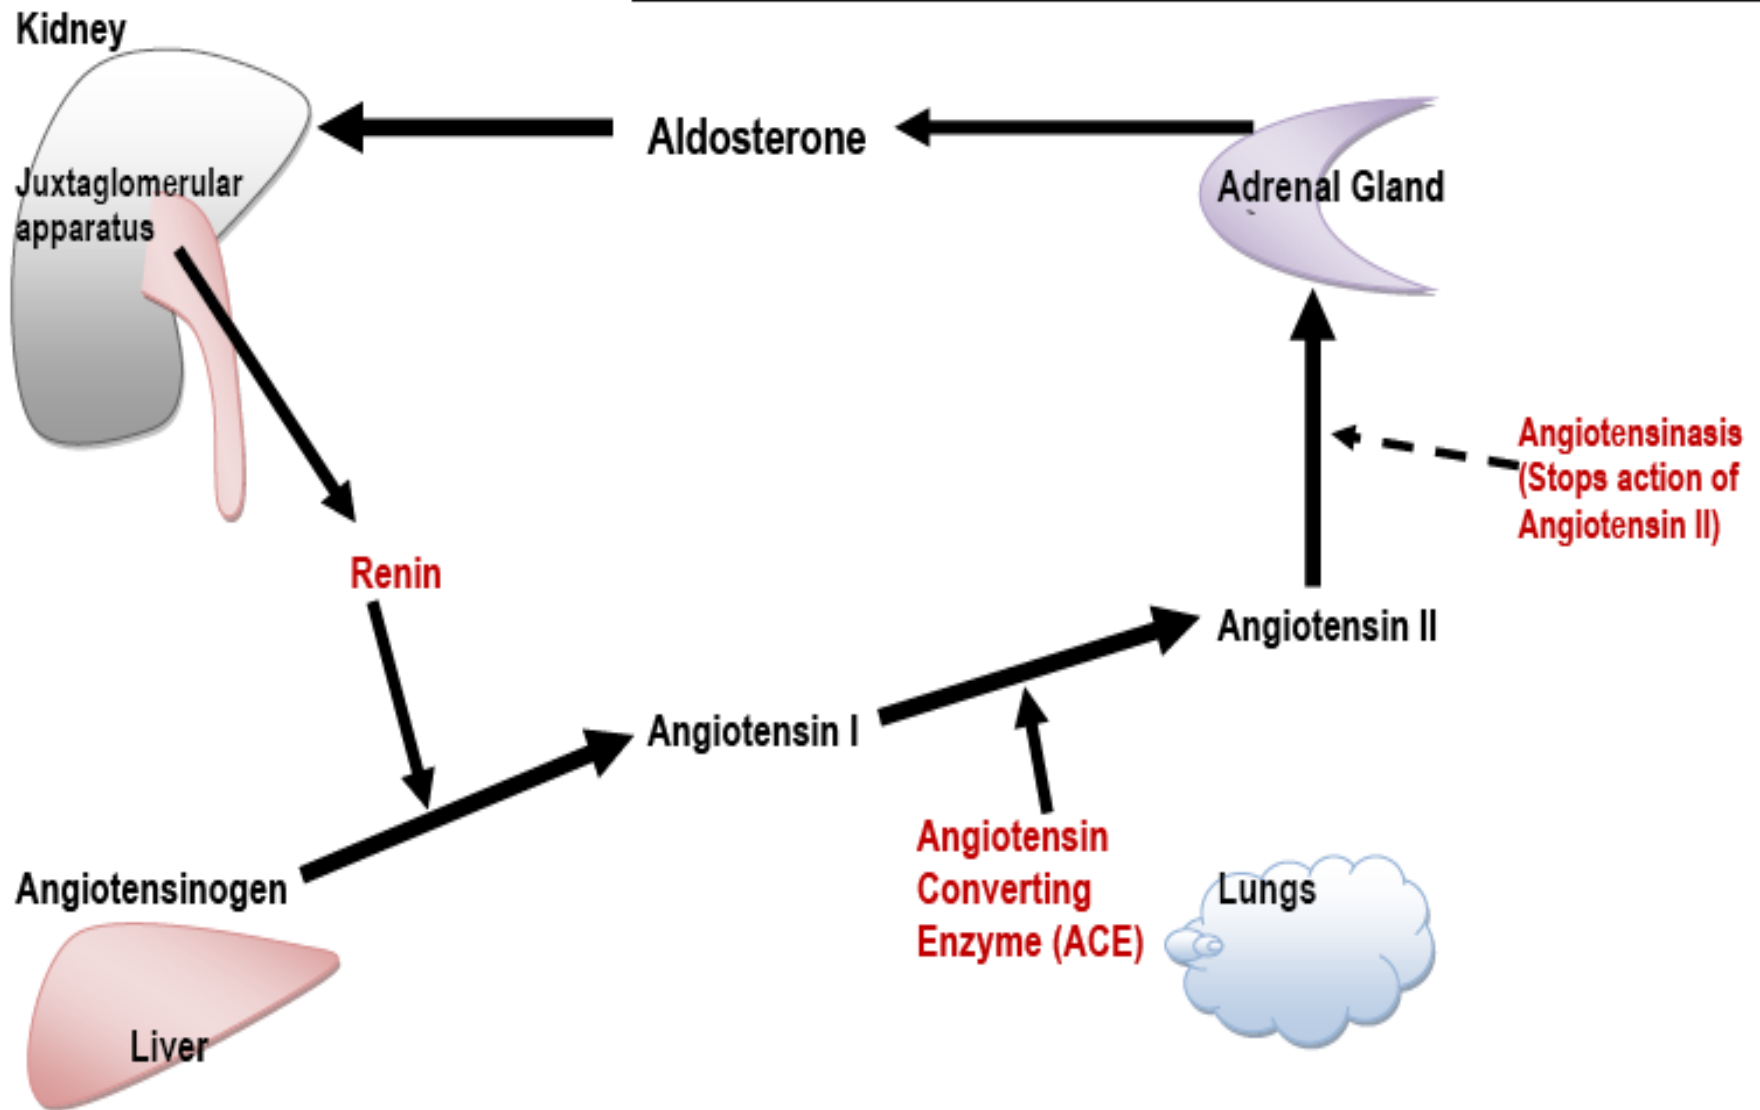 Kidney
Aldosterone
Juxtaglomerular
apparatus
Adrenal Gland
Angiotensinasis
(Stops action of
Angiotensin II)
Renin
Angiotensin II
Angiotensin I
Angiotensin
Converting
Enzyme (ACE)
Angiotensinogen
Lungs
Liver